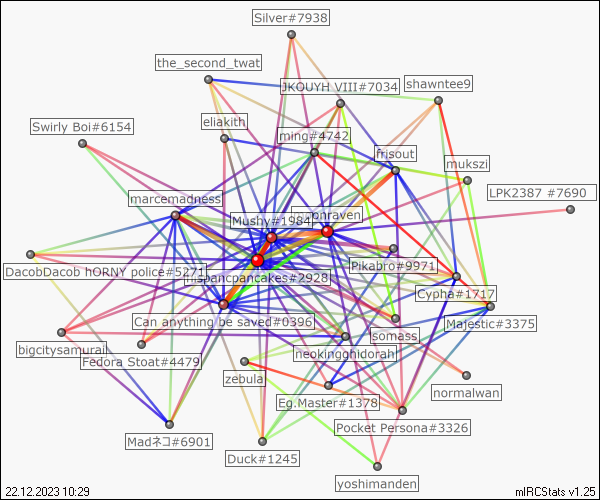 Silver#7938
the_second_twat
JKOUYH VIII#7034
shawntee9
eliakith
Swirly Boi#6154
ming#4742
frisout
mukszi
LPK2387 #7690
marcemadness
Mushy#1984
DacobDacob hORNY police#5271
Pikabro#9971
Cypha#1717
Can anything be saved#0396
Majestic#3375
somass
bigcitysamurai
Fedora Stoat#4479
neokingghidorah
zebula
normalwan
Eg.Master#1378
Pocket Persona#3326
Madネコ#6901
Duck#1245
yoshimanden
22.12.2023 10:29
mIRCStats v1.25